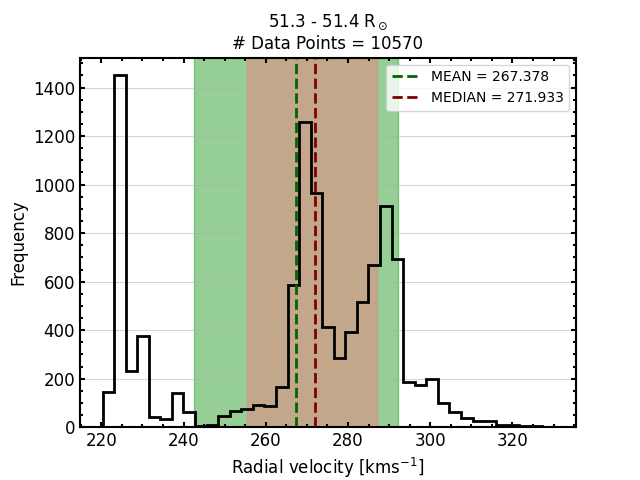 51.3 - 51.4 R⊙
# Data Points = 10570
MEAN = 267.378
MEDIAN = 271.933
Frequency
1400
1200
1000
800
600
400
200
0
220 240 260 280 300 320
Radial velocity [kms⁻¹]